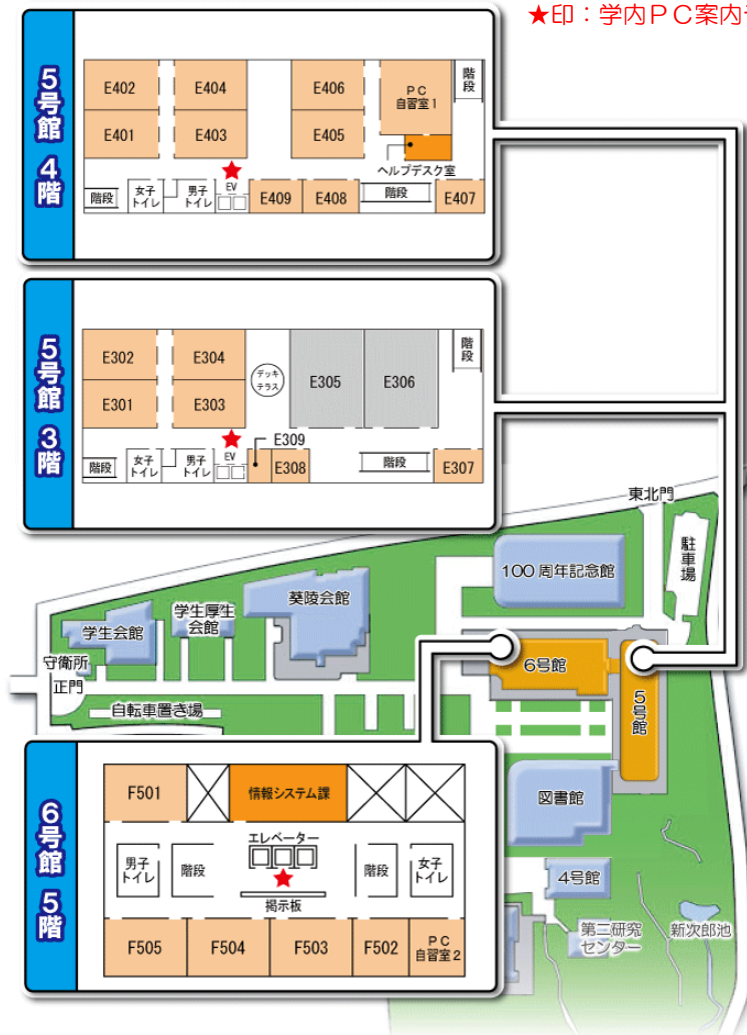 ★印：学内ＰＣ案内
5号館 4階
E402
E404
E406
ＰＣ
自習室1
階段
E401
E403
E405
ヘルプデスク室
階段
女子
トイレ
男子
トイレ
EV
E409
E408
階段
E407
5号館 3階
E302
E304
デッキ
テラス
E305
E306
階段
E301
E303
E309
階段
女子
トイレ
男子
トイレ
EV
E308
階段
E307
東北門
駐車場
100周年記念館
葵陵会館
学生厚生
会館
学生会館
守衛所
正門
6号館
5号館
自転車置き場
図書館
4号館
第二研究
センター
新次郎池
6号館 5階
F501
情報システム課
エレベーター
男子
トイレ
階段
階段
女子
トイレ
掲示板
F505
F504
F503
F502
ＰＣ
自習室2